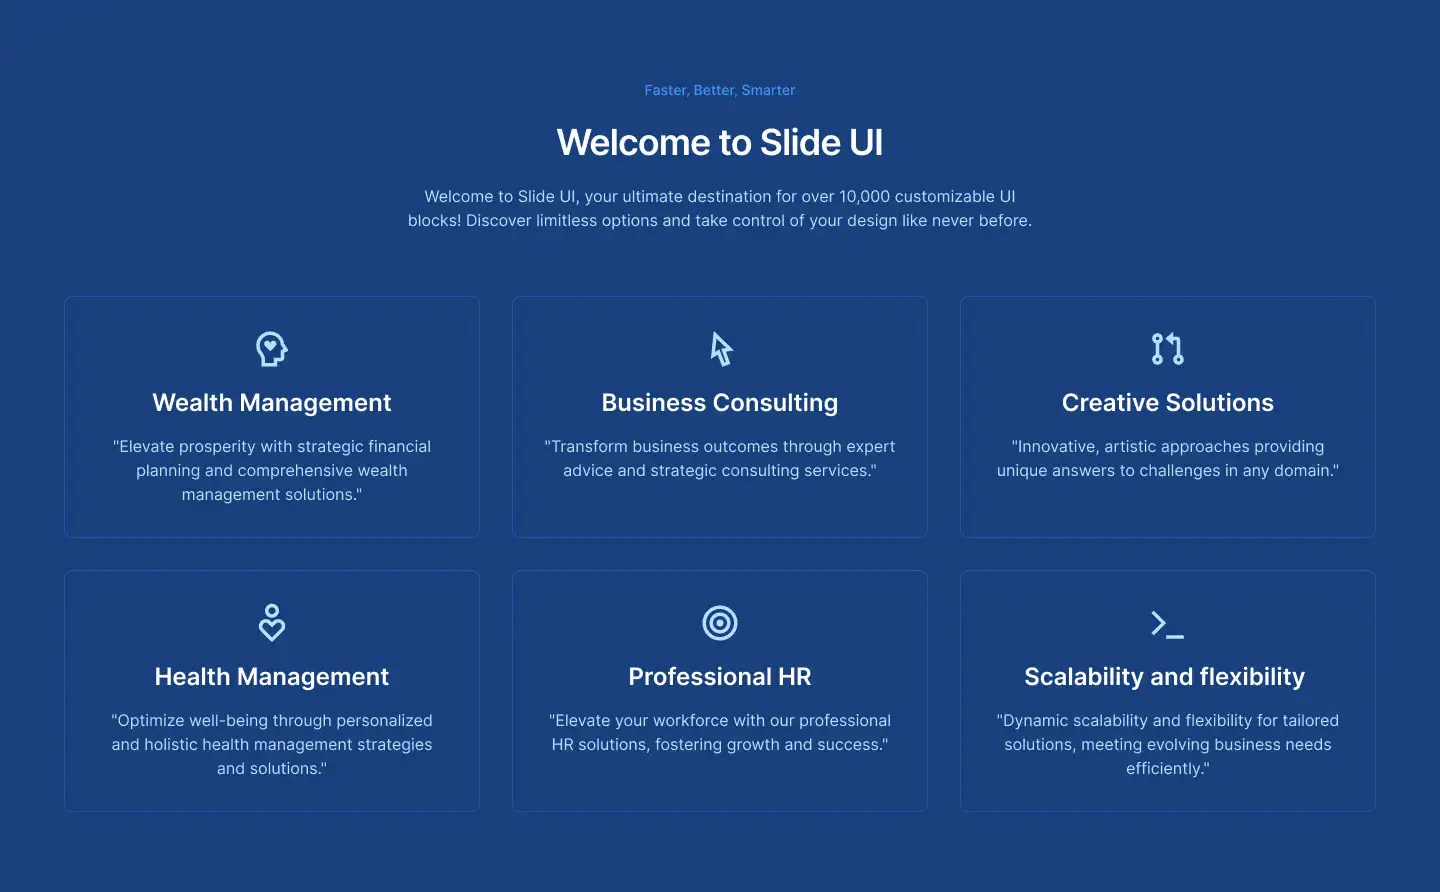 Faster, Better, Smarter
Welcome to Slide UI
Welcome to Slide UI, your ultimate destination for over 10,000 customizable UI
blocks! Discover limitless options and take control of your design like never before.
Wealth Management
"Elevate prosperity with strategic financial
planning and comprehensive wealth
management solutions."
Business Consulting
"Transform business outcomes through expert
advice and strategic consulting services."
Creative Solutions
"Innovative, artistic approaches providing
unique answers to challenges in any domain."
Health Management
"Optimize well-being through personalized
and holistic health management strategies
and solutions."
Professional HR
"Elevate your workforce with our professional
HR solutions, fostering growth and success."
Scalability and flexibility
"Dynamic scalability and flexibility for tailored
solutions, meeting evolving business needs
efficiently."